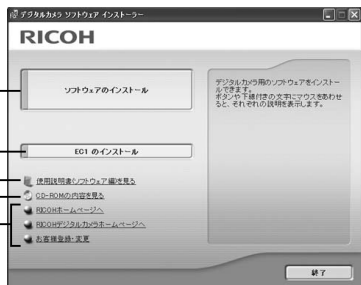 デジタルカメラ ソフトウェア インストーラー
RICOH
ソフトウェアのインストール
EC1 のインストール
使用説明書(ソフトウェア編)を見る
CD-ROMの内容を見る
RICOHホームページへ
RICOHデジタルカメラホームページへ
お客様登録・変更
デジタルカメラ用のソフトウェアをインストー
ルできます。
ボタンや下線付きの文字にマウスをあわせ
ると、それぞれの説明を表示します。
終了